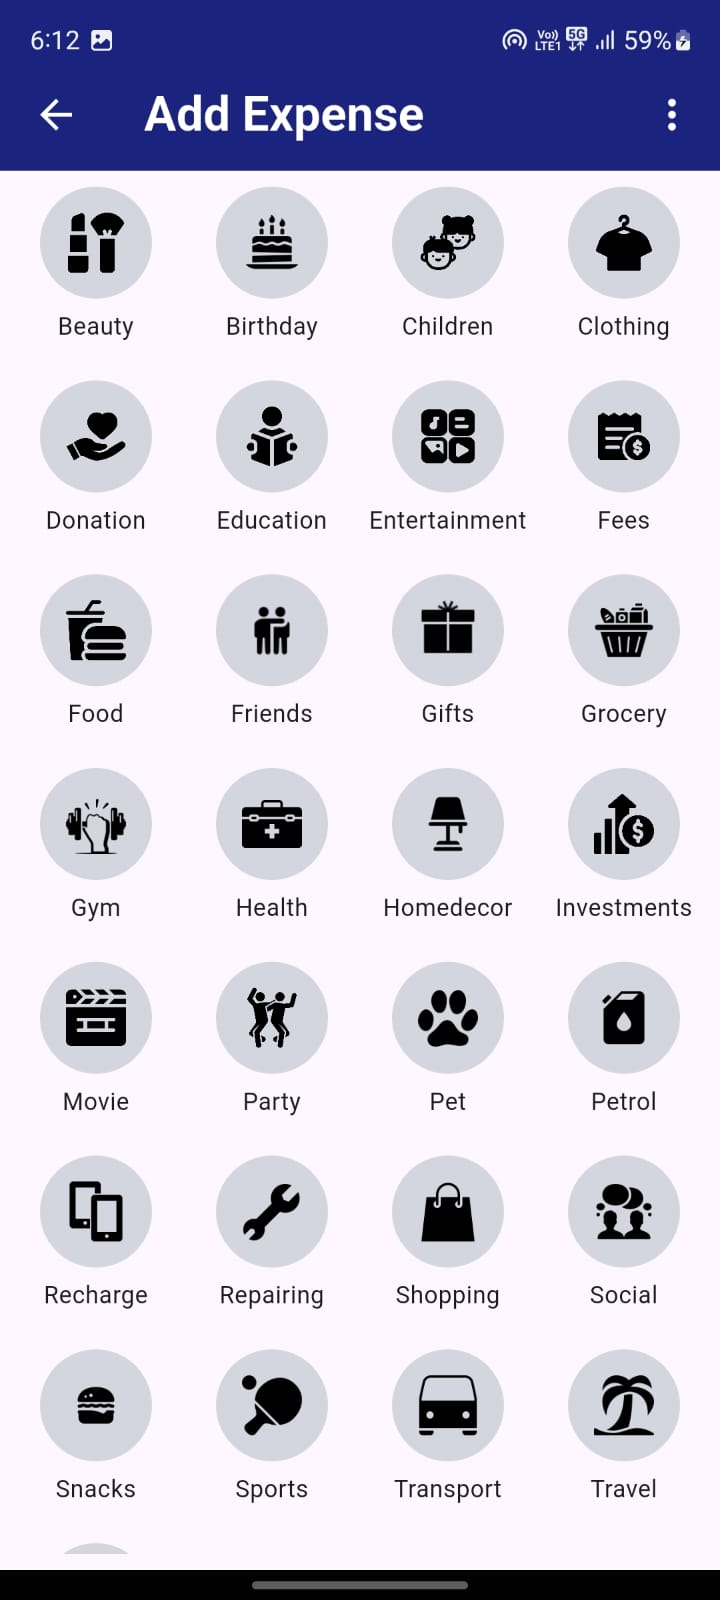 6:12 Vo)) LTE1 5G 59%
Add Expense
Beauty Birthday Children Clothing
Donation Education Entertainment Fees
Food Friends Gifts Grocery
Gym Health Homedecor Investments
Movie Party Pet Petrol
Recharge Repairing Shopping Social
Snacks Sports Transport Travel